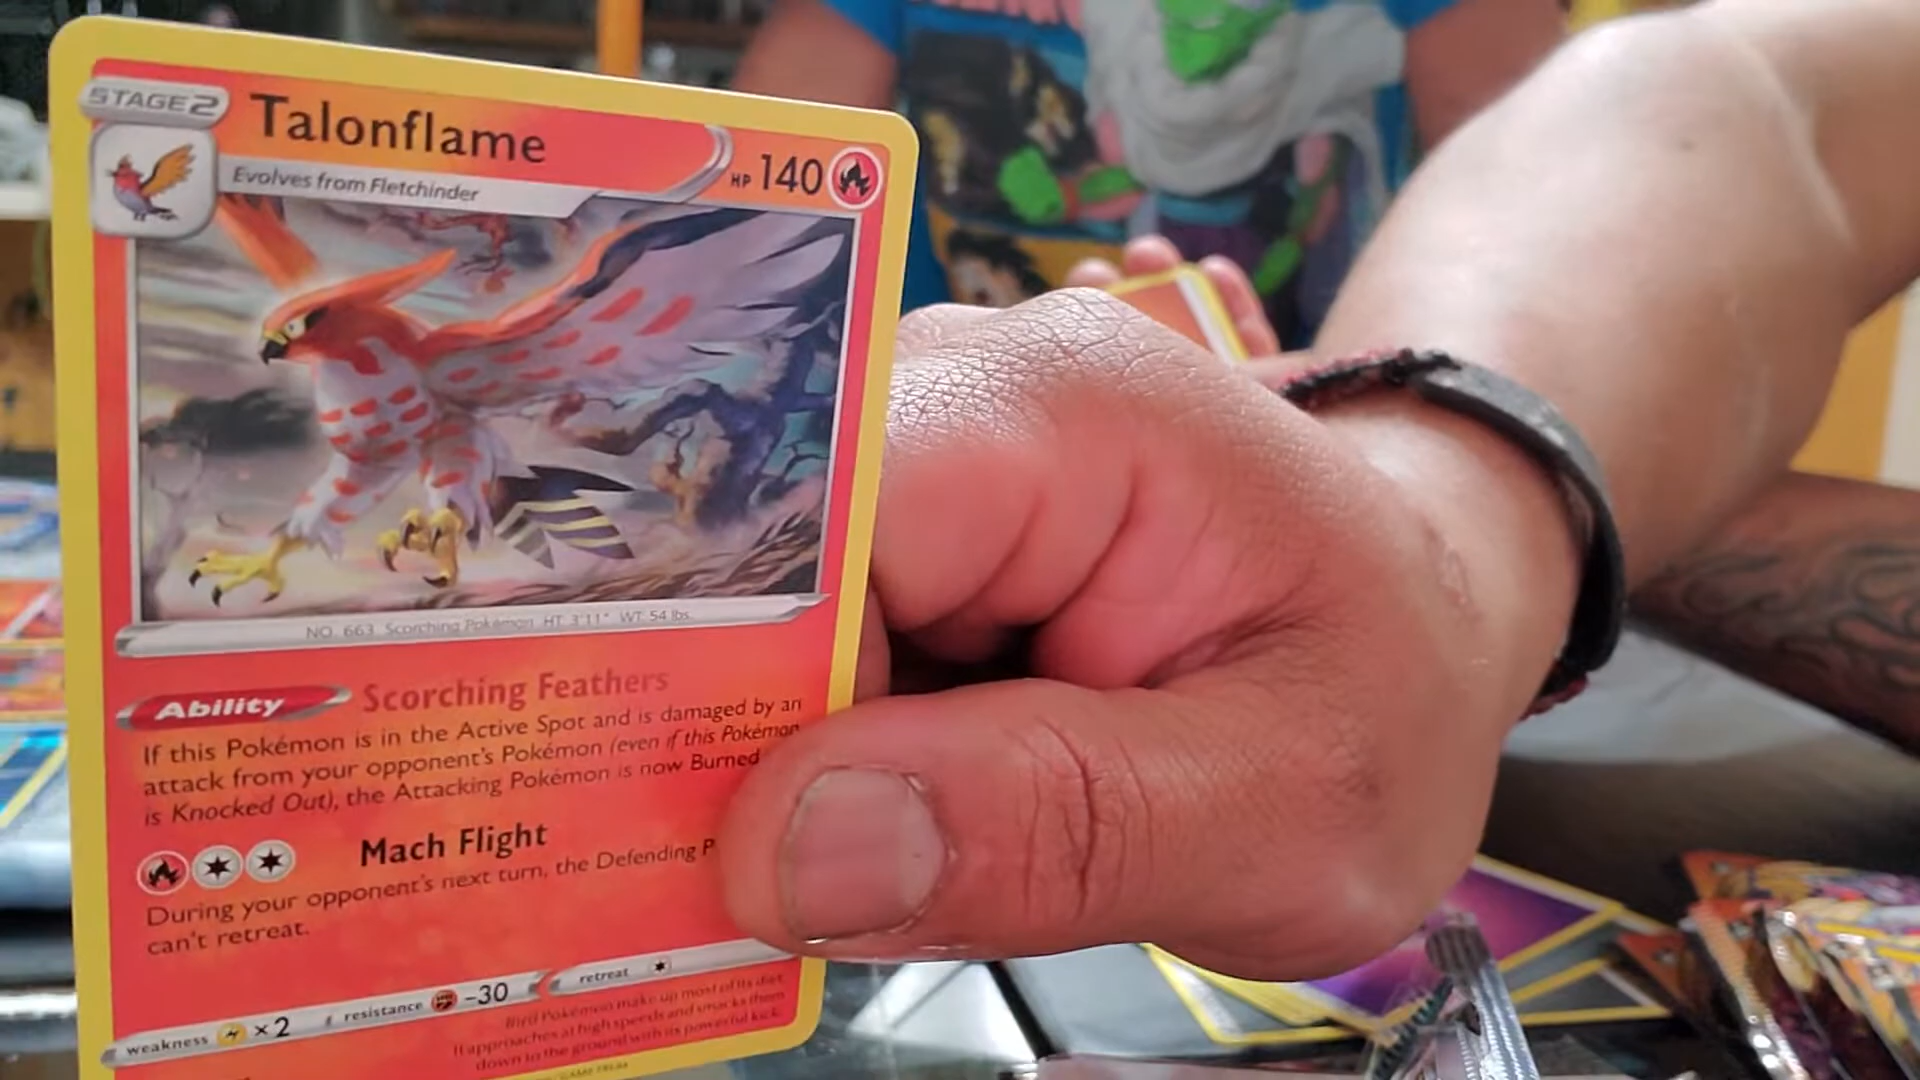 STAGE 2
Talonflame
HP 140
Evolves from Fletchinder
NO. 663 Scorching Pokémon HT: 3'11" WT: 54 lbs.
Ability Scorching Feathers
If this Pokémon is in the Active Spot and is damaged by an
attack from your opponent's Pokémon (even if this Pokémon
is Knocked Out), the Attacking Pokémon is now Burned
Mach Flight
During your opponent's next turn, the Defending P
can't retreat.
weakness ×2 resistance -30 retreat
Bird Pokémon make up most of its diet.
It approaches at high speeds and smacks them
down to the ground with its powerful kick.